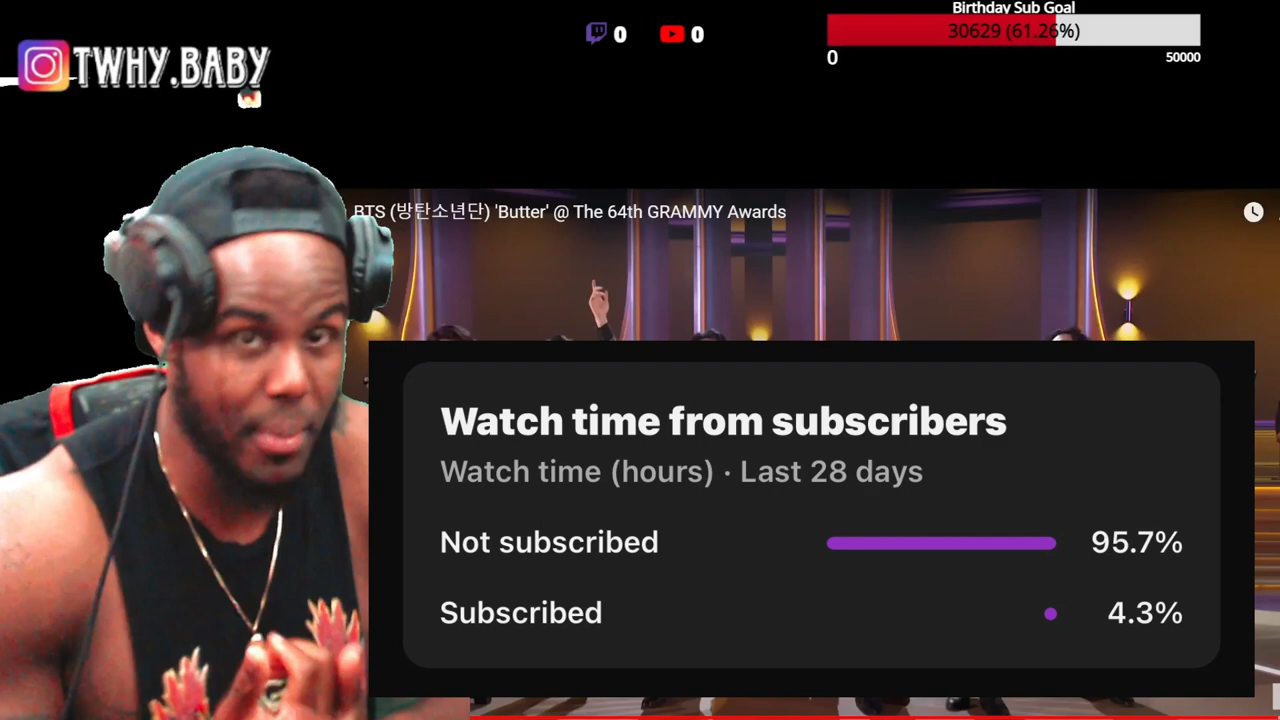 TWHY.BABY
0
0
Birthday Sub Goal
30629 (61.26%)
0
50000
BTS (방탄소년단) 'Butter' @ The 64th GRAMMY Awards
Watch time from subscribers
Watch time (hours) · Last 28 days
Not subscribed
95.7%
Subscribed
4.3%